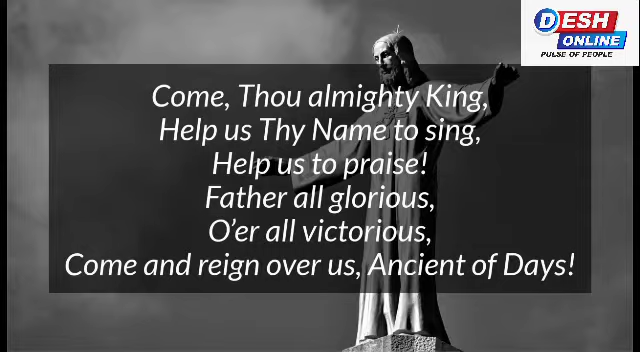 DESH
ONLINE
PULSE OF PEOPLE
Come, Thou almighty King,
Help us Thy Name to sing,
Help us to praise!
Father all glorious,
O’er all victorious,
Come and reign over us, Ancient of Days!